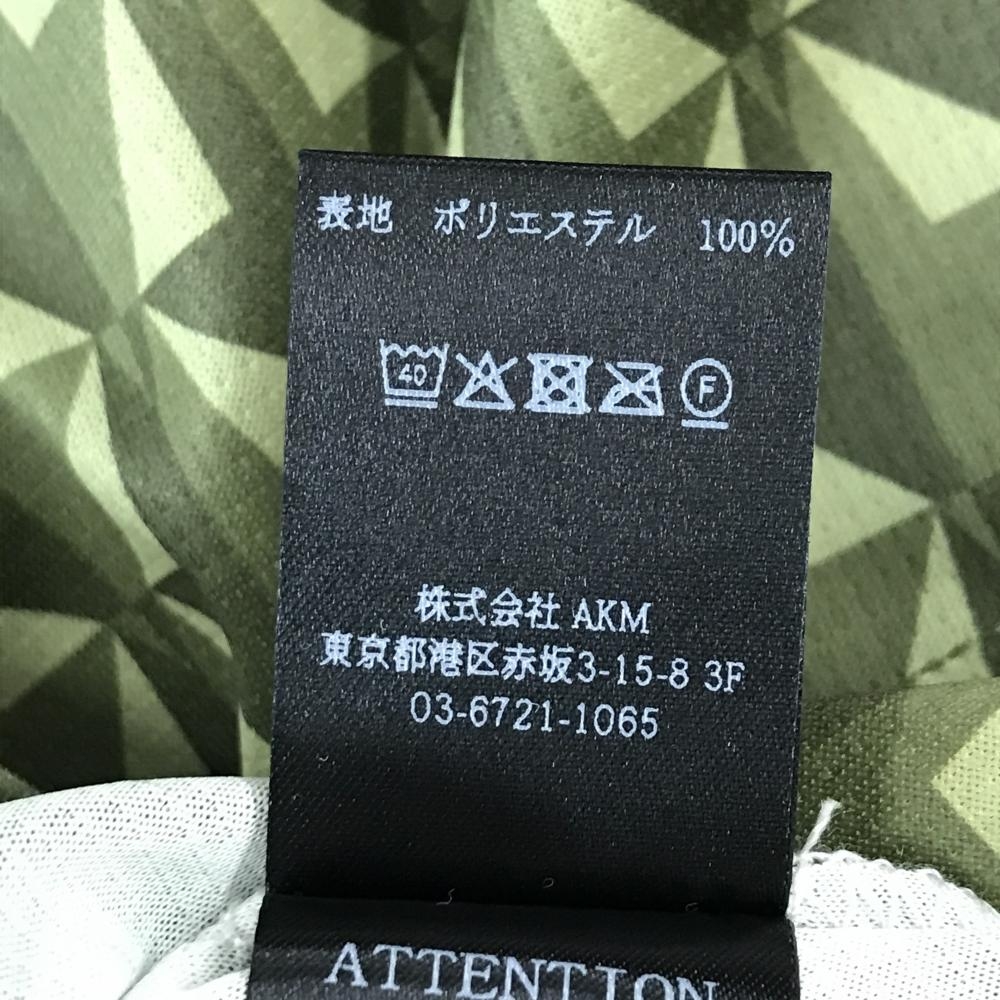 表地 ポリエステル 100%
40
F
株式会社 AKM
東京都港区赤坂3-15-8 3F
03-6721-1065
ATTENTION